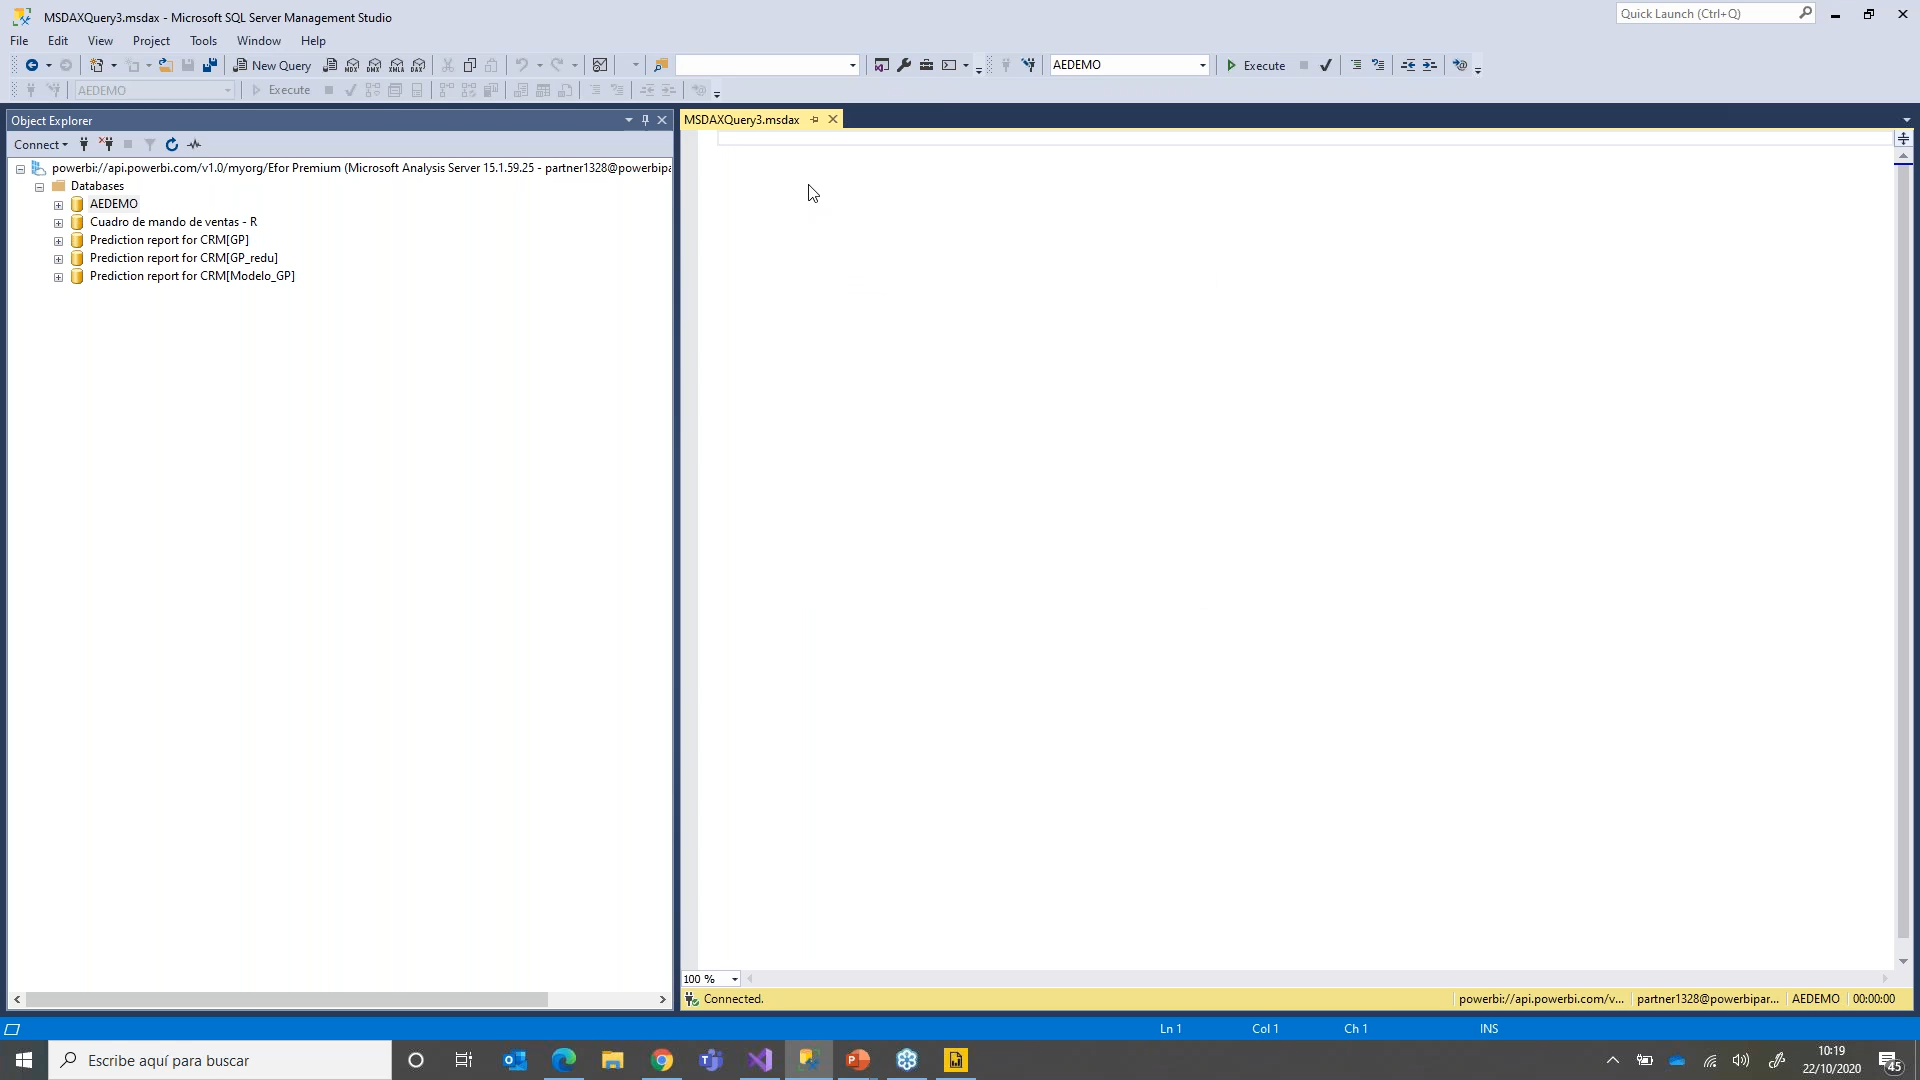 MSDAXQuery3.msdax - Microsoft SQL Server Management Studio
Quick Launch (Ctrl+Q)
File Edit View Project Tools Window Help
New Query
MDX DMX XMLA DAX
AEDEMO
Execute
AEDEMO
Execute
Object Explorer
MSDAXQuery3.msdax
Connect
powerbi://api.powerbi.com/v1.0/myorg/Efor Premium (Microsoft Analysis Server 15.1.59.25 - partner1328@powerbipa
Databases
AEDEMO
Cuadro de mando de ventas - R
Prediction report for CRM[GP]
Prediction report for CRM[GP_redu]
Prediction report for CRM[Modelo_GP]
100 %
Connected.
powerbi://api.powerbi.com/v...
partner1328@powerbipar...
AEDEMO
00:00:00
Ln 1 Col 1 Ch 1 INS
Escribe aquí para buscar
10:19
22/10/2020
45